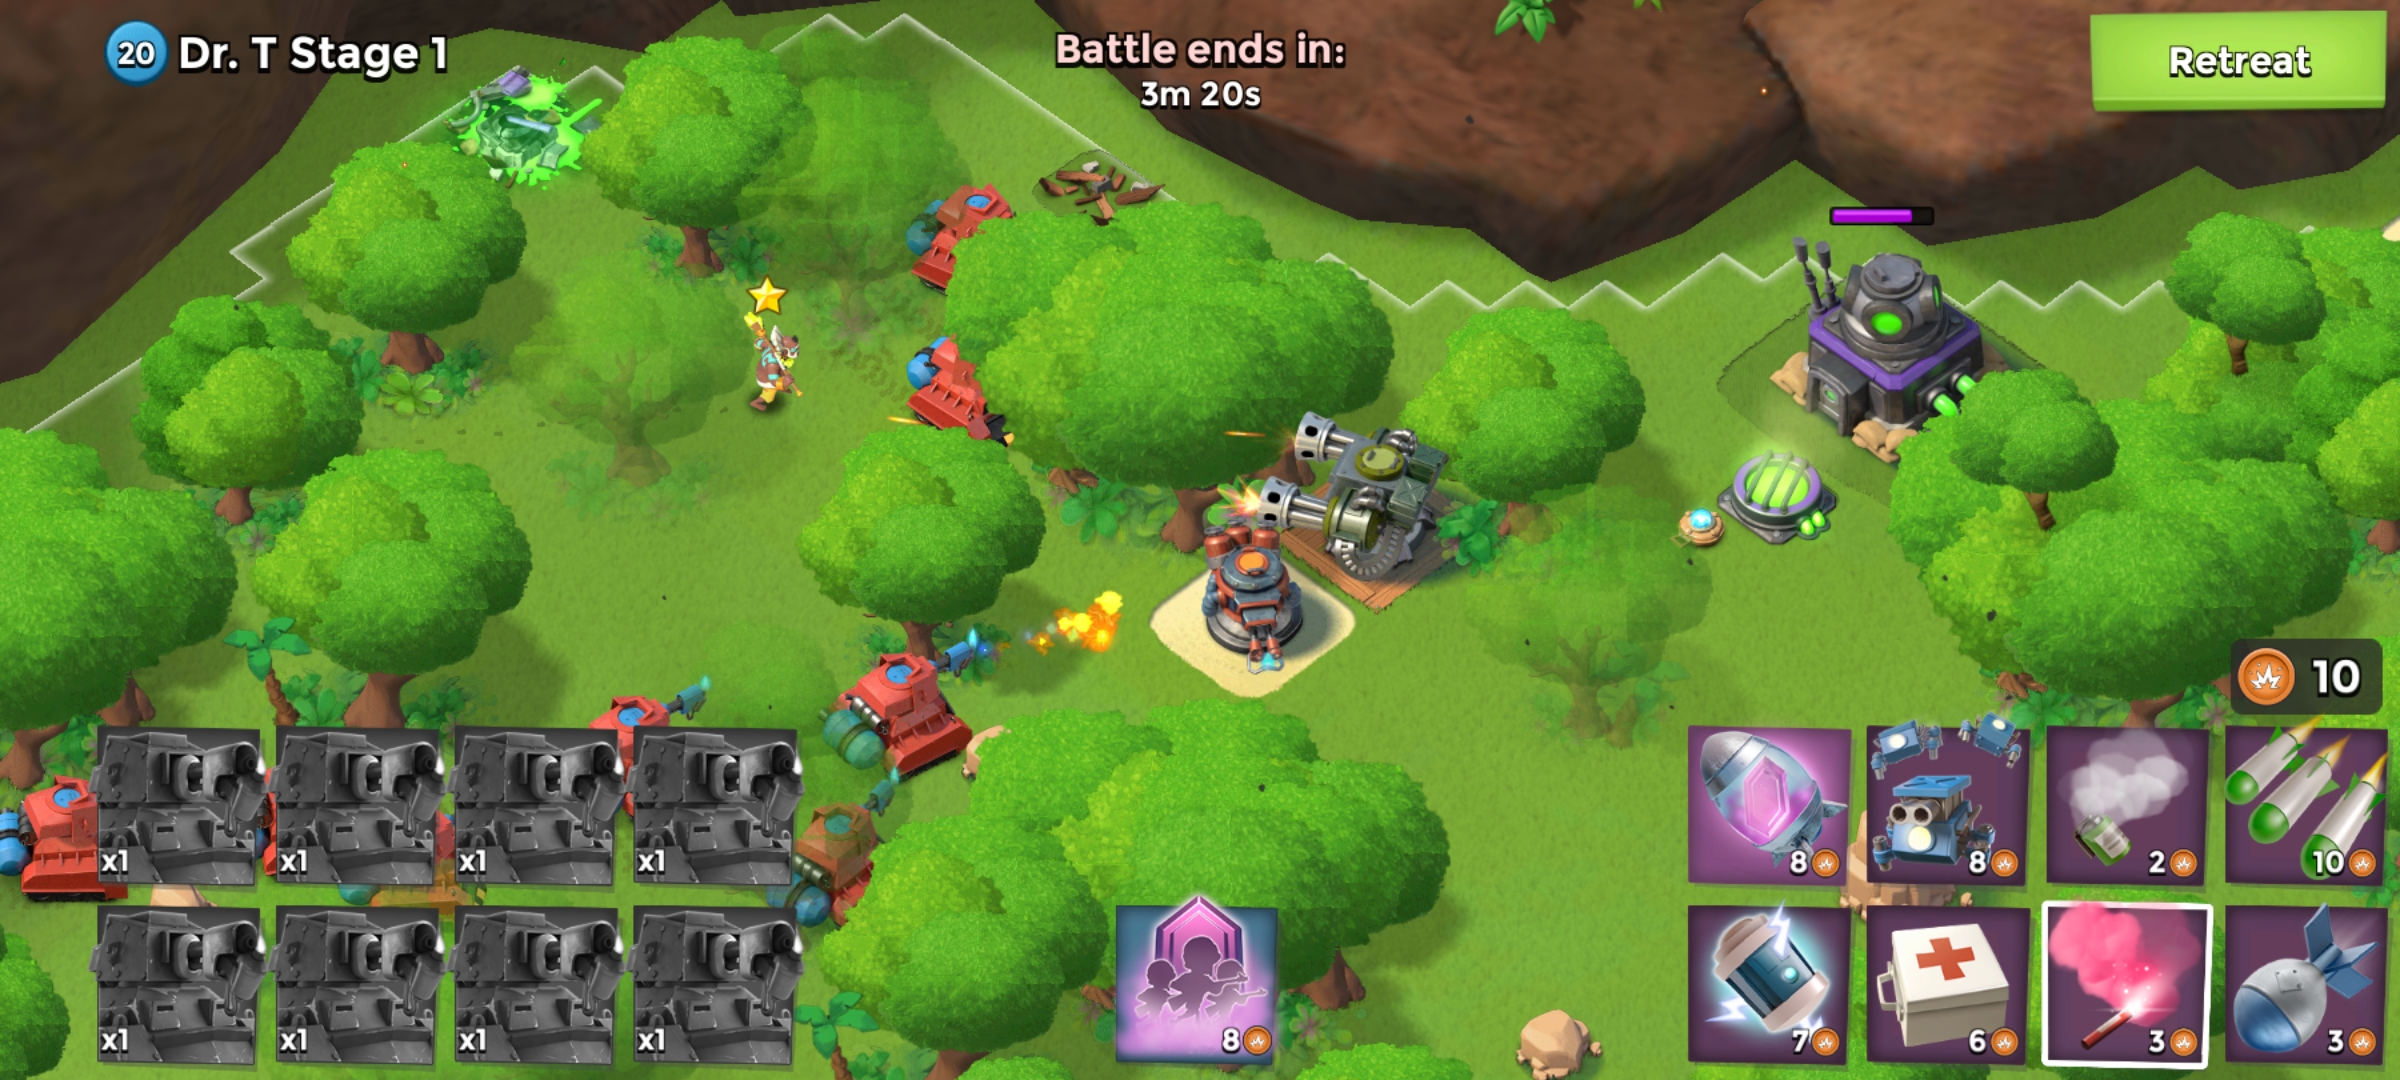 20 Dr. T Stage 1
Battle ends in:
3m 20s
Retreat
10
x1 x1 x1 x1
8 8 2 10
x1 x1 x1 x1
8
7 6 3 3